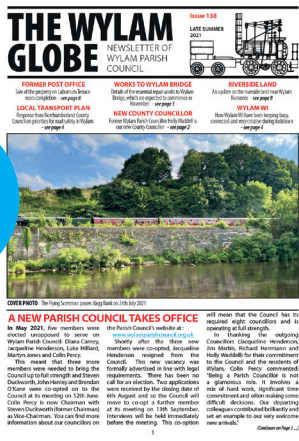 THE WYLAM
GLOBE
NEWSLETTER OF
WYLAM PARISH
COUNCIL
Issue 138
LATE SUMMER
2021
FORMER POST OFFICE
Sale of the property on Laburnum Terrace
nears completion - see page 8
LOCAL TRANSPORT PLAN
Response from Northumberland County
Council on priorities for road safety in Wylam
- see page 4
WORKS TO WYLAM BRIDGE
Details of the essential repair works to Wylam
Bridge, which are expected to commence in
November - see page 3
NEW COUNTY COUNCILLOR
Former Wylam Parish Councillor Holly Waddell is
our new County Councillor - see page 2
RIVERSIDE LAND
An update on the riverside land near Wylam
Nurseries - see page 8
WYLAM WI
How Wylam WI have been keeping busy,
connected and very creative during lockdown
- see page 4
COVER PHOTO The Flying Scotsman passes Hagg Bank on 24th July 2021
A NEW PARISH COUNCIL TAKES OFFICE
In May 2021, five members were
elected unopposed to serve on
Wylam Parish Council: Diana Carney,
Jacqueline Henderson, Luke Hilliard,
Martyn Jones and Colin Percy.
This meant that three more
members were needed to bring the
Council up to full strength and Steven
Duckworth, John Hanley and Brendan
O'Kane were co-opted on to the
Council at its meeting on 12th June.
Colin Percy is now Chairman with
Steven Duckworth (former Chairman)
as Vice-Chairman. You can find more
information about our councillors on
the Parish Council's website at :
www.wylamparishcouncil.org.uk
Shortly after the three new
members were co-opted, Jacqueline
Henderson resigned from the
Council. This new vacancy was
formally advertised in line with legal
requirements. There has been no
call for an election. Two applications
were received by the closing date of
6th August and so the Council will
move to co-opt a further member
at its meeting on 13th September.
Interviews will be held immediately
before the meeting. This co-option
will mean that the Council has its
required eight councillors and is
operating at full strength.
In thanking the outgoing
Councillors (Jacqueline Henderson,
Jim Martin, Richard Hermann and
Holly Waddell) for their commitment
to the Council and the residents of
Wylam, Colin Percy commented:
"Being a Parish Councillor is not
a glamorous role. It involves a
mix of hard work, significant time
commitment and often making some
difficult decisions. Our departing
colleagues contributed brilliantly and
set an example to our very welcome
new arrivals."
(Continues on Page 2 ...)
1